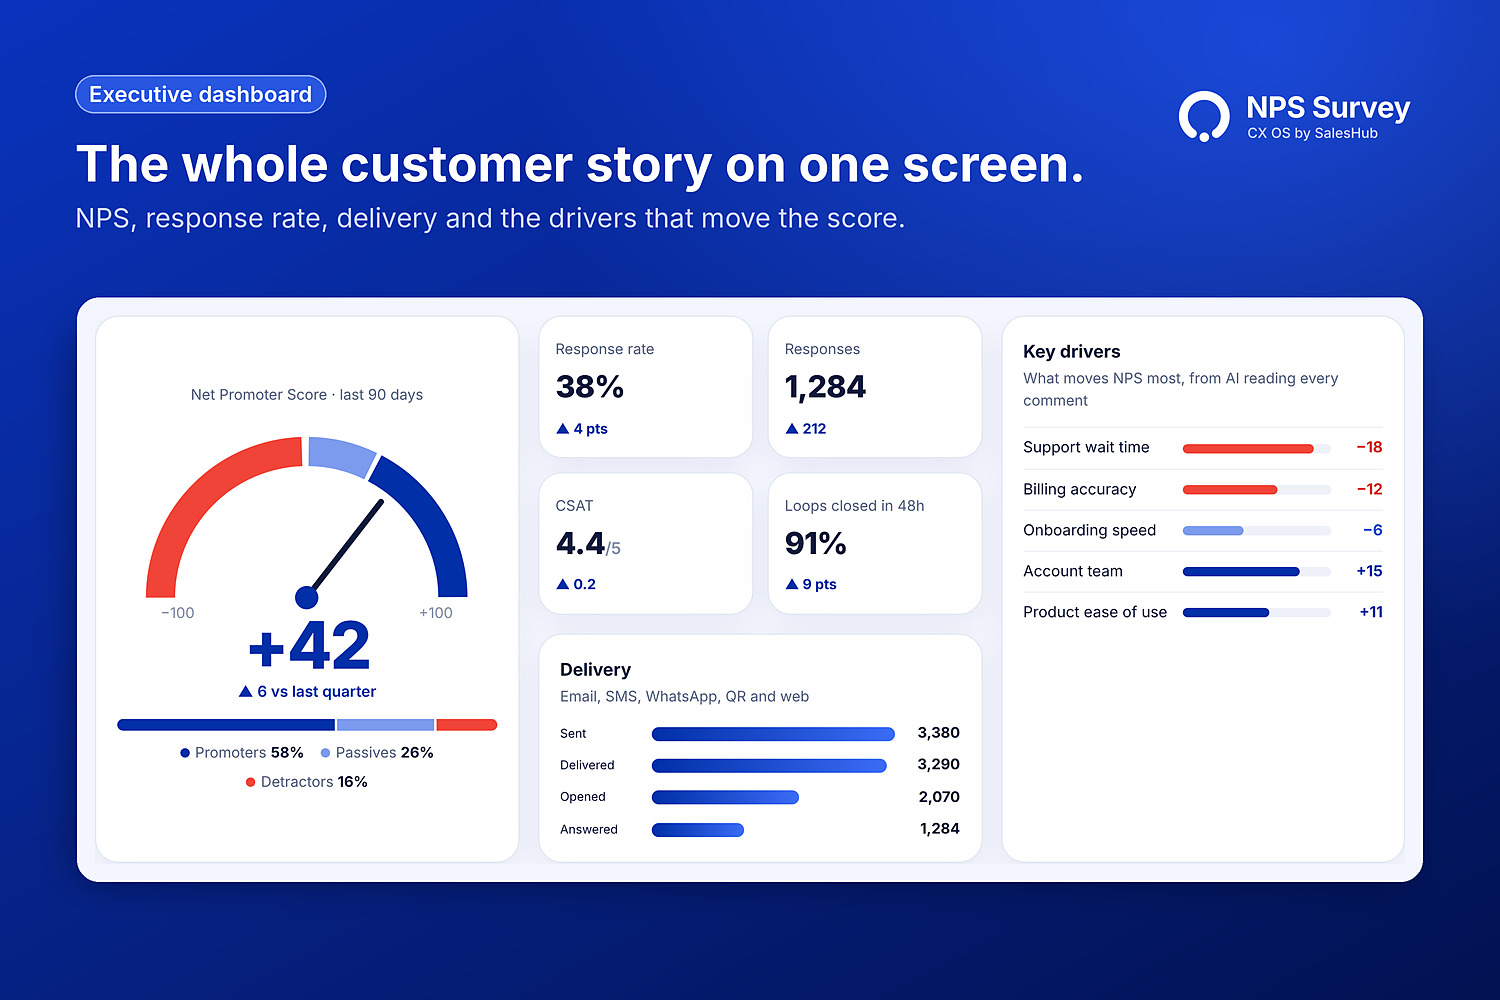 Executive dashboard
The whole customer story on one screen.
NPS, response rate, delivery and the drivers that move the score.
NPS Survey
CX OS by SalesHub
Net Promoter Score · last 90 days
−100
+100
+42
▲ 6 vs last quarter
Promoters 58%
Passives 26%
Detractors 16%
Response rate
38%
▲ 4 pts
Responses
1,284
▲ 212
CSAT
4.4/5
▲ 0.2
Loops closed in 48h
91%
▲ 9 pts
Delivery
Email, SMS, WhatsApp, QR and web
Sent 3,380
Delivered 3,290
Opened 2,070
Answered 1,284
Key drivers
What moves NPS most, from AI reading every
comment
Support wait time −18
Billing accuracy −12
Onboarding speed −6
Account team +15
Product ease of use +11